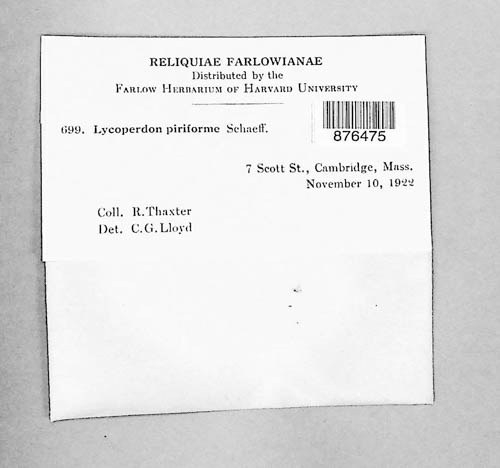 RELIQUIAE FARLOWIANAE
Distributed by the
FARLOW HERBARIUM OF HARVARD UNIVERSITY
699. Lycoperdon piriforme Schaeff.
876475
7 Scott St., Cambridge, Mass.
November 10, 1922
Coll. R. Thaxter
Det. C. G. Lloyd